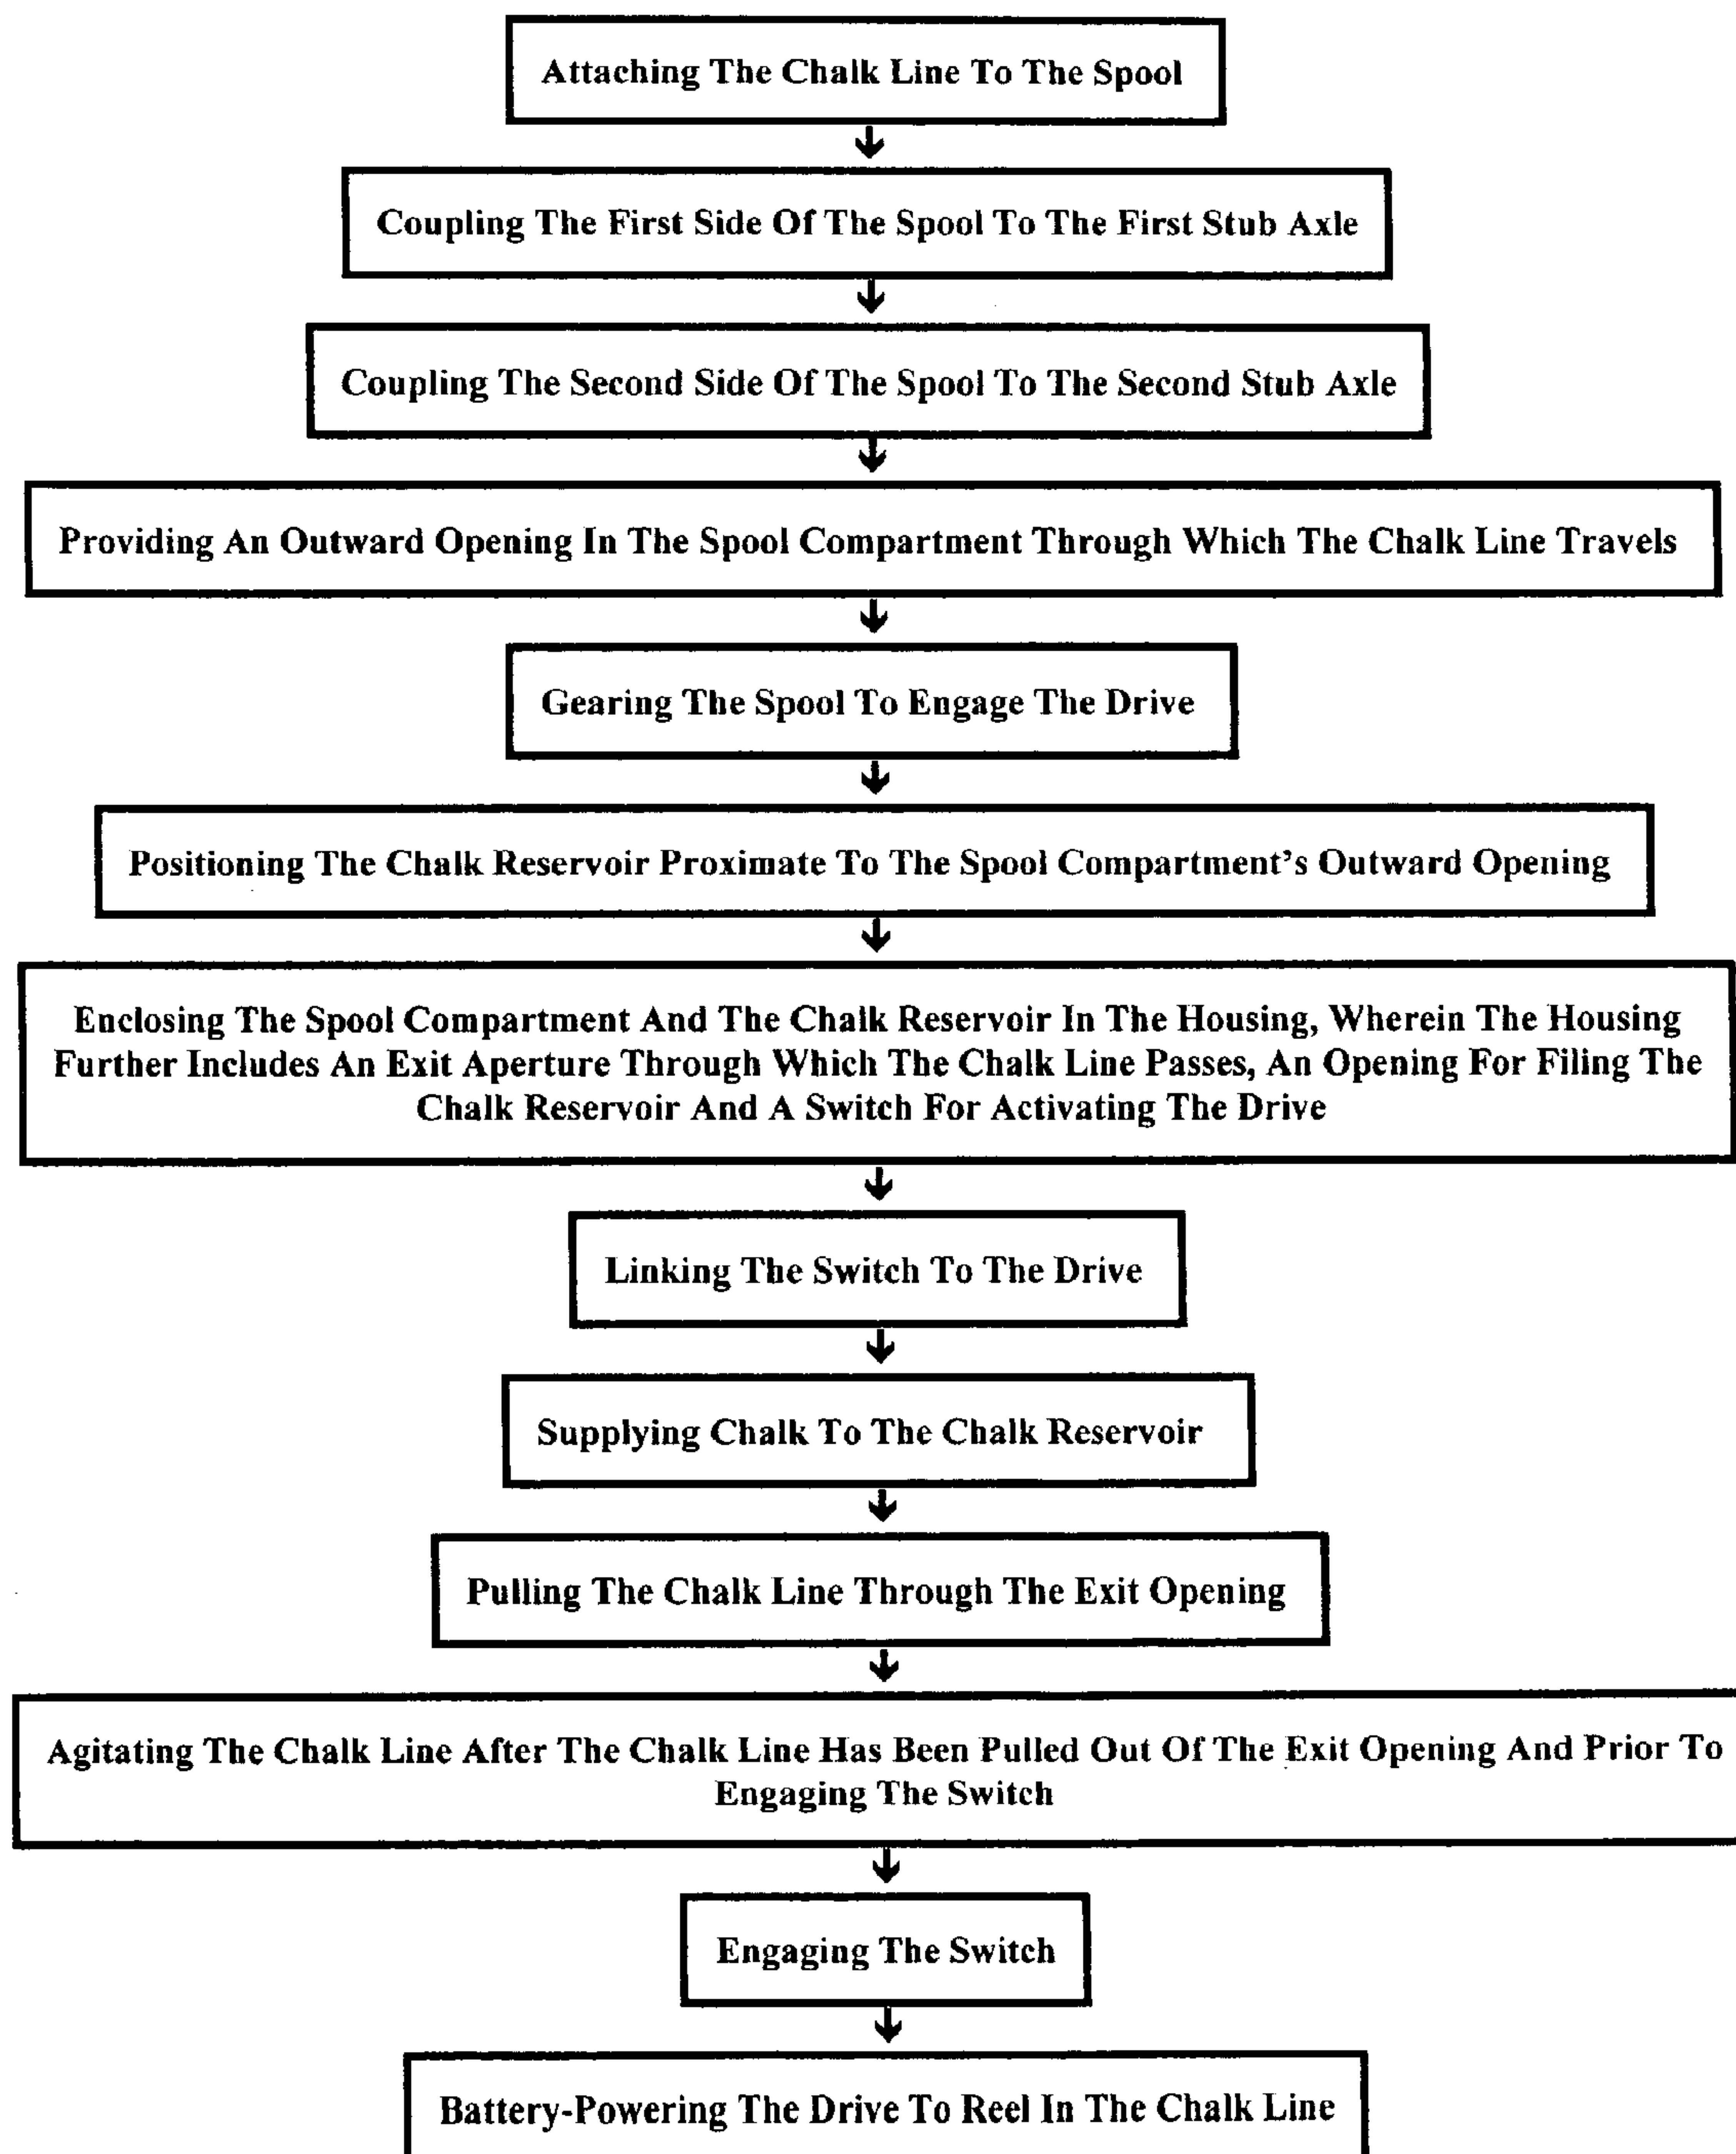 Attaching The Chalk Line To The Spool
Coupling The First Side Of The Spool To The First Stub Axle
Coupling The Second Side Of The Spool To The Second Stub Axle
Providing An Outward Opening In The Spool Compartment Through Which The Chalk Line Travels
Gearing The Spool To Engage The Drive
Positioning The Chalk Reservoir Proximate To The Spool Compartment's Outward Opening
Enclosing The Spool Compartment And The Chalk Reservoir In The Housing, Wherein The Housing
Further Includes An Exit Aperture Through Which The Chalk Line Passes, An Opening For Filing The
Chalk Reservoir And A Switch For Activating The Drive
Linking The Switch To The Drive
Supplying Chalk To The Chalk Reservoir
Pulling The Chalk Line Through The Exit Opening
Agitating The Chalk Line After The Chalk Line Has Been Pulled Out Of The Exit Opening And Prior To
Engaging The Switch
Engaging The Switch
Battery-Powering The Drive To Reel In The Chalk Line